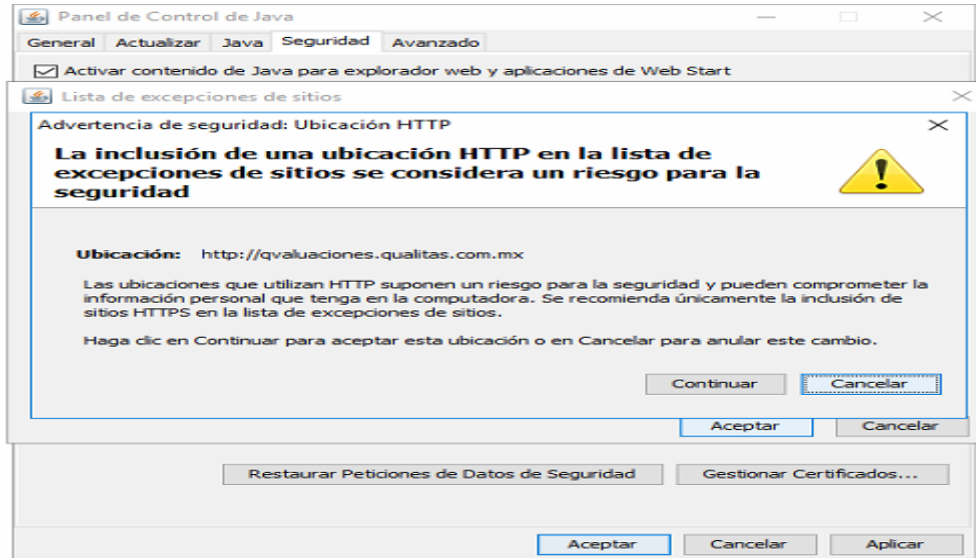 Panel de Control de Java
General Actualizar Java Seguridad Avanzado
Activar contenido de Java para explorador web y aplicaciones de Web Start
Lista de excepciones de sitios
Advertencia de seguridad: Ubicación HTTP
La inclusión de una ubicación HTTP en la lista de
excepciones de sitios se considera un riesgo para la
seguridad
Ubicación: http://qvaluaciones.qualitas.com.mx
Las ubicaciones que utilizan HTTP suponen un riesgo para la seguridad y pueden comprometer la
información personal que tenga en la computadora. Se recomienda únicamente la inclusión de
sitios HTTPS en la lista de excepciones de sitios.
Haga clic en Continuar para aceptar esta ubicación o en Cancelar para anular este cambio.
Continuar Cancelar
Aceptar Cancelar
Restaurar Peticiones de Datos de Seguridad Gestionar Certificados...
Aceptar Cancelar Aplicar